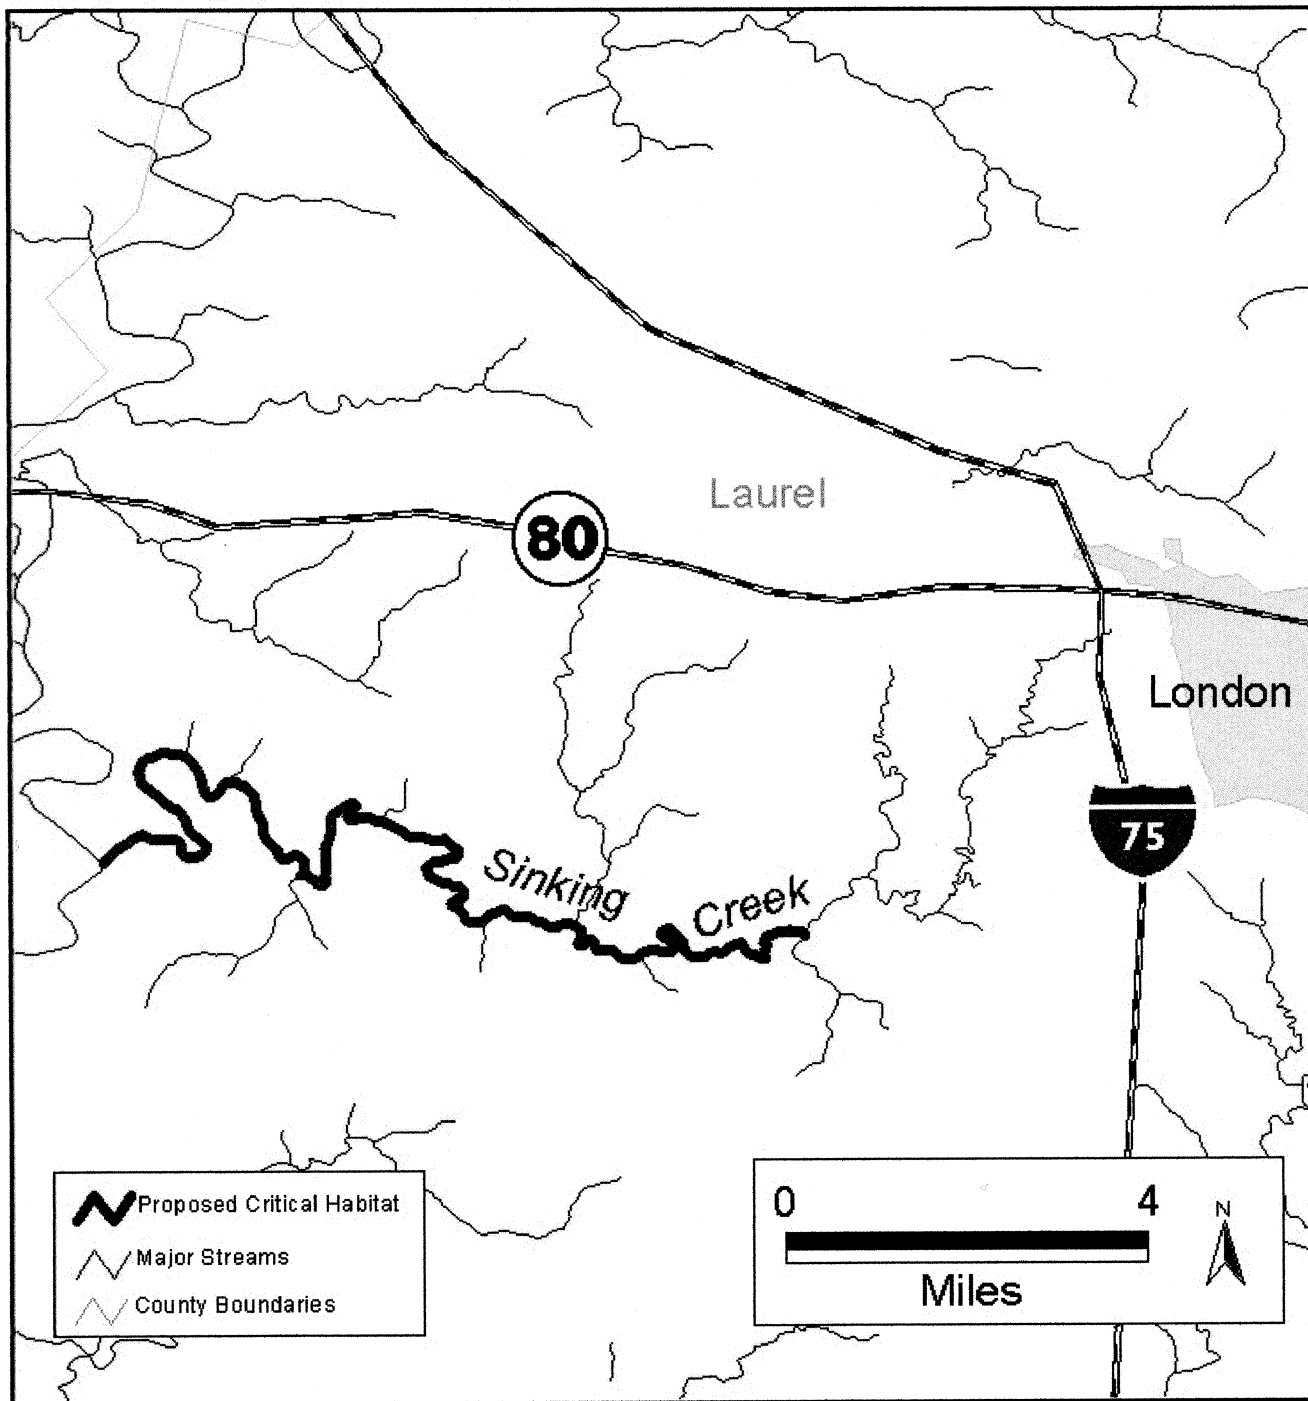 Laurel
80
London
75
Sinking Creek
Proposed Critical Habitat
Major Streams
County Boundaries
0 4
Miles
N